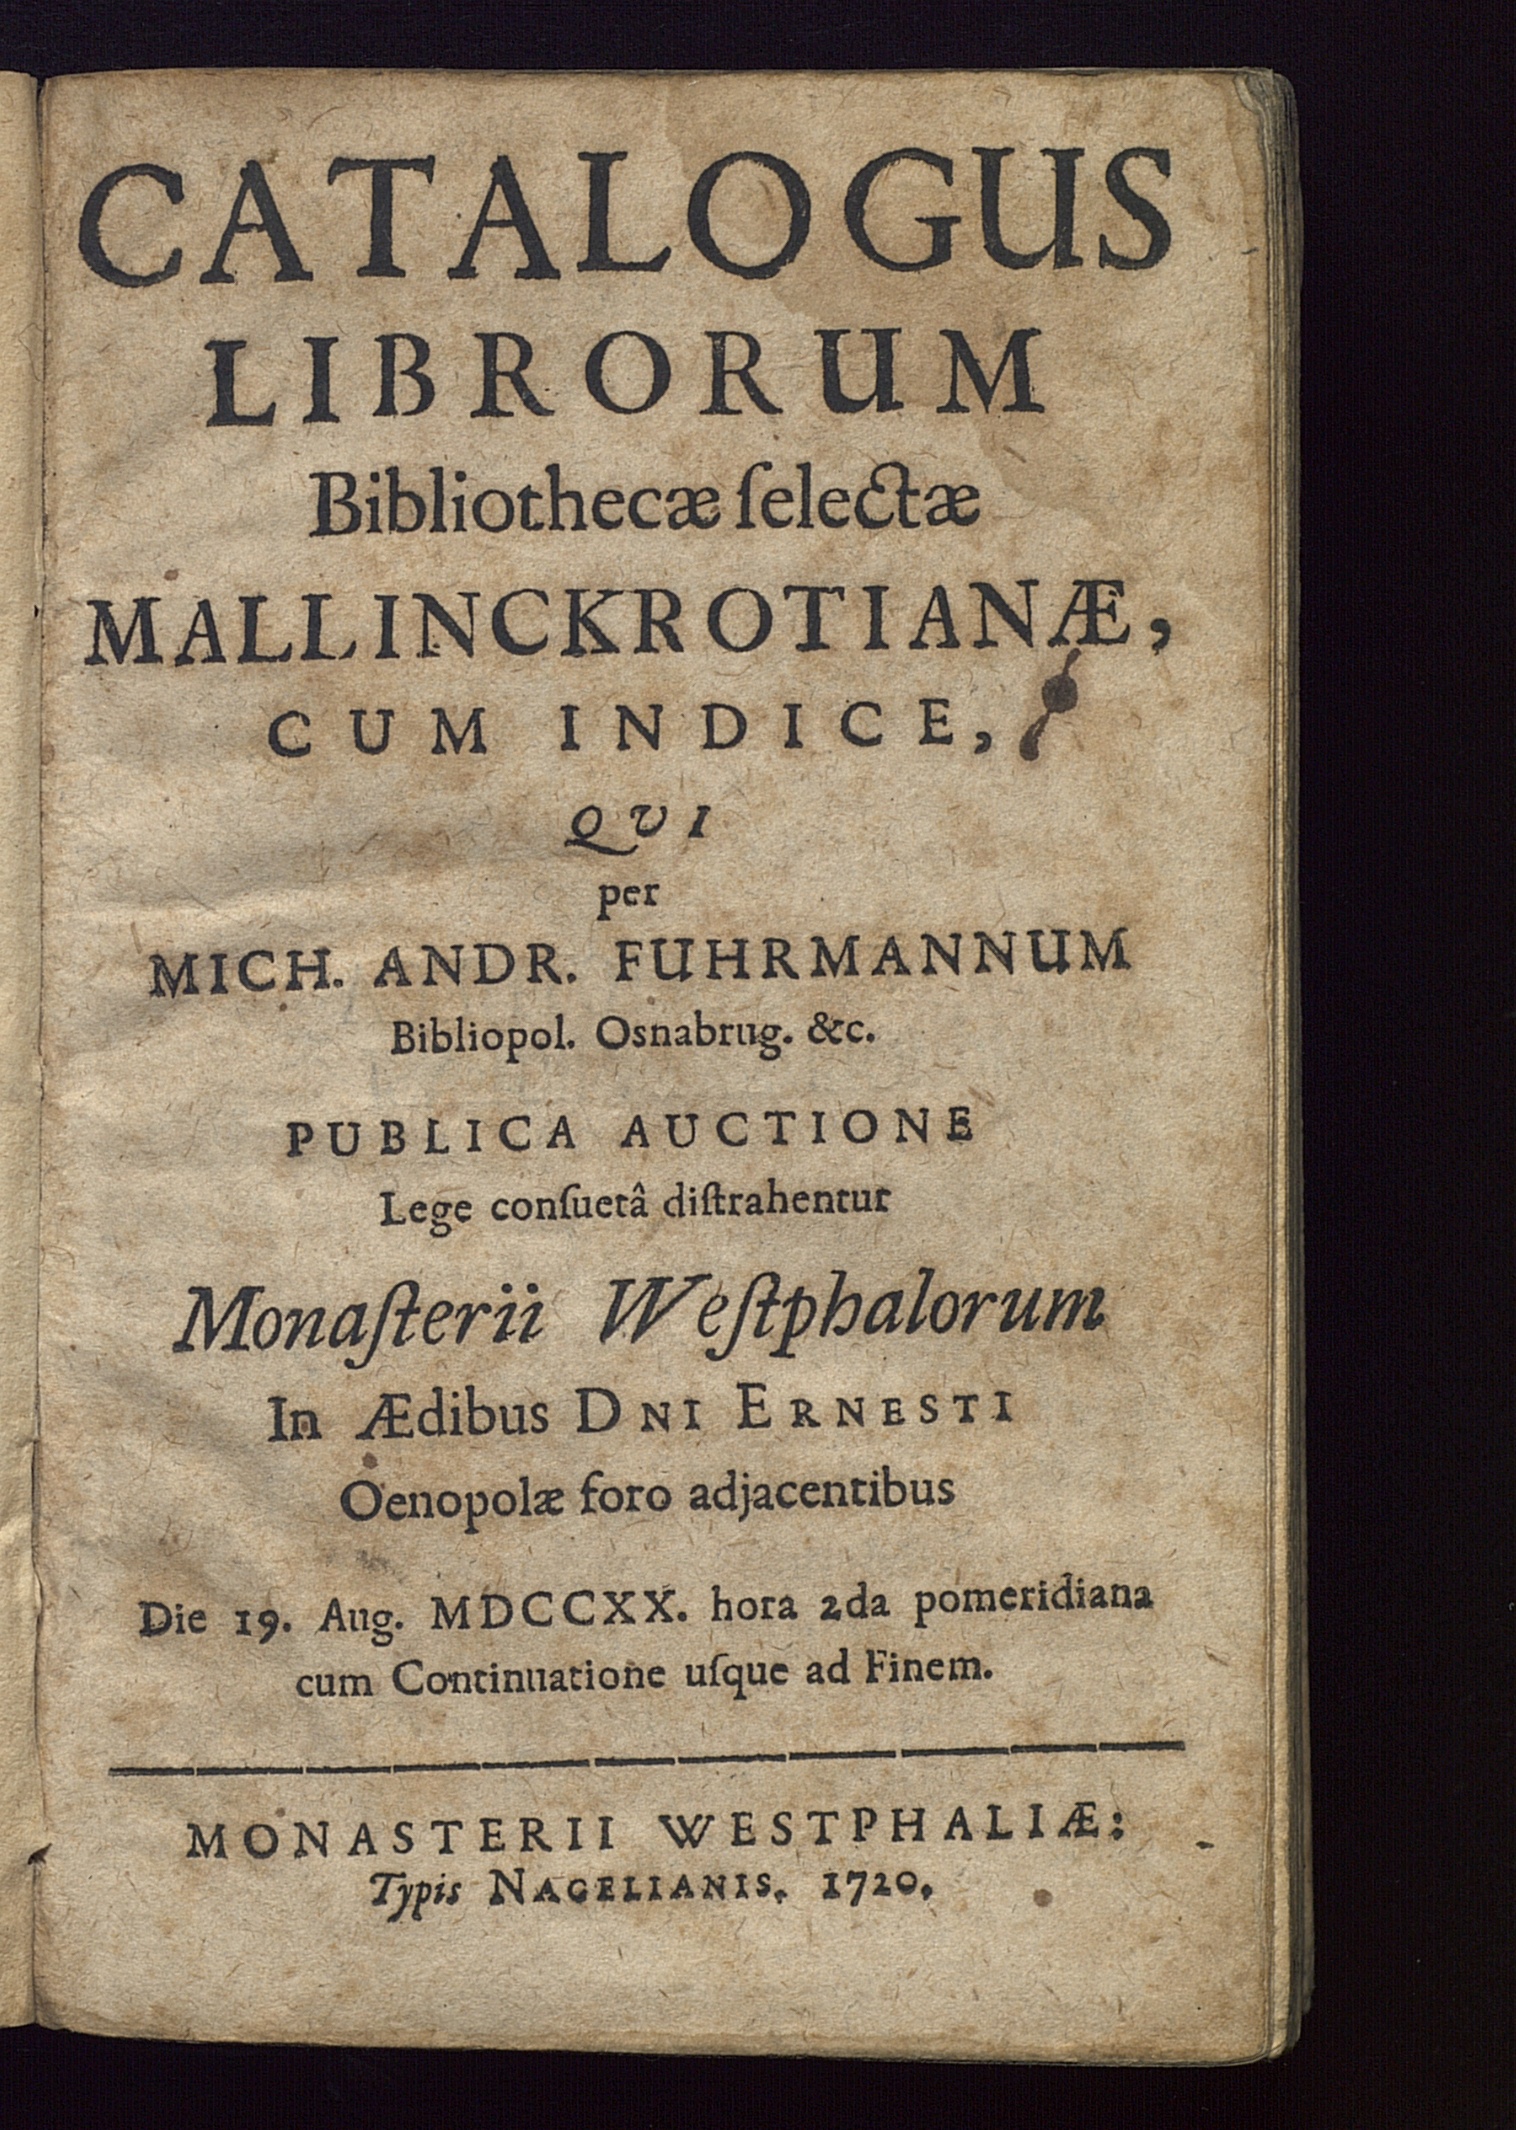 CATALOGUS
LIBRORUM
Bibliothecæ ſelectæ
MALLINCKROTIANÆ,
CUM INDICE,
QVI
per
MICH. ANDR. FUHRMANNUM
Bibliopol. Osnabrug. &c.
PUBLICA AUCTIONE
Lege conſuetâ diſtrahentur
Monaſterii Weſtphalorum
In Ædibus DNI ERNESTI
Oenopolæ foro adjacentibus
Die 19. Aug. MDCCXX. hora 2da pomeridiana
cum Continuatione uſque ad Finem.
MONASTERII WESTPHALIÆ:
Typis NAGELIANIS. 1720.